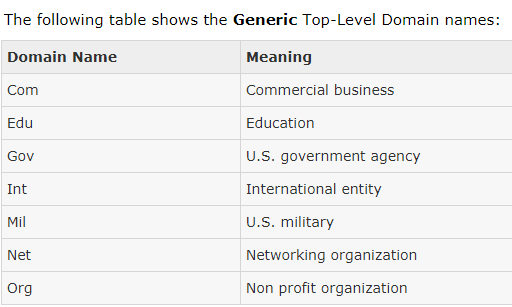 The following table shows the Generic Top-Level Domain names:
Domain Name Meaning
Com Commercial business
Edu Education
Gov U.S. government agency
Int International entity
Mil U.S. military
Net Networking organization
Org Non profit organization